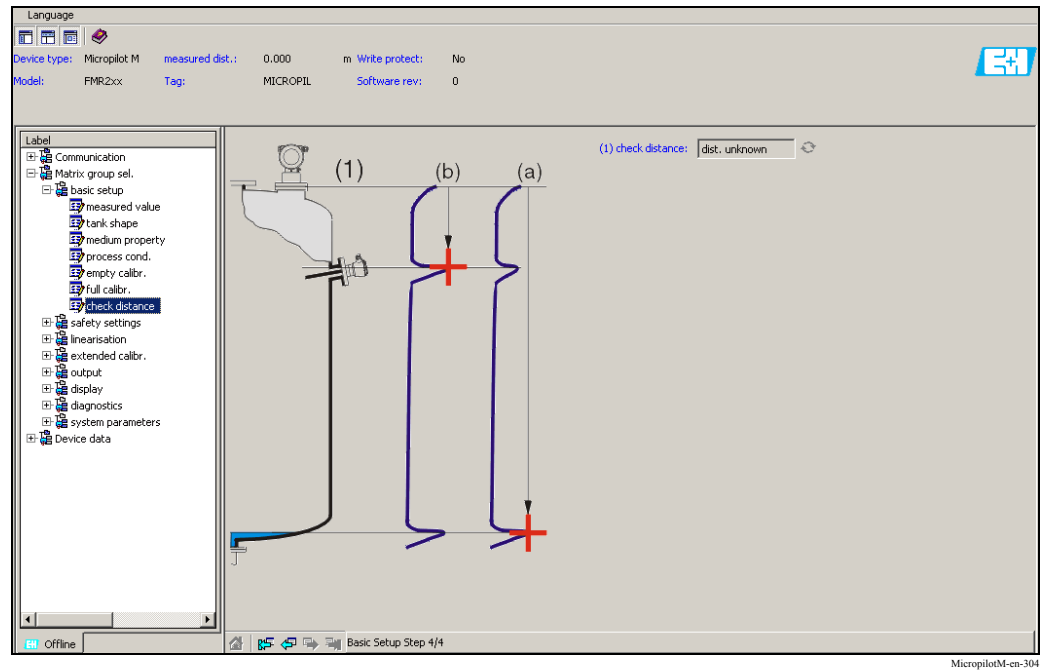 Language
Device type: Micropilot M measured dist.: 0.000 m Write protect: No
Model: FMR2xx Tag: MICROPIL Software rev: 0
E+H
Label
Communication
Matrix group sel.
basic setup
measured value
tank shape
medium property
process cond.
empty calibr.
full calibr.
check distance
safety settings
linearisation
extended calibr.
output
display
diagnostics
system parameters
Device data
(1) (b) (a)
(1) check distance: dist. unknown
Offline
Basic Setup Step 4/4
MicropilotM-en-304